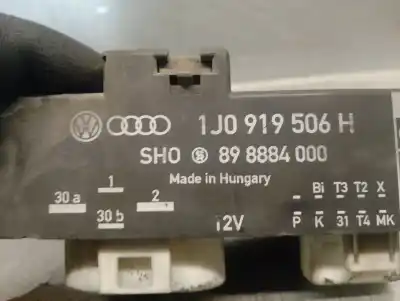 1J0 919 506 H
SHO 89 8884 000
Made in Hungary
30 a 1 2
30 b
12V
- Bi T3 T2 X
P K 31 T4 MK